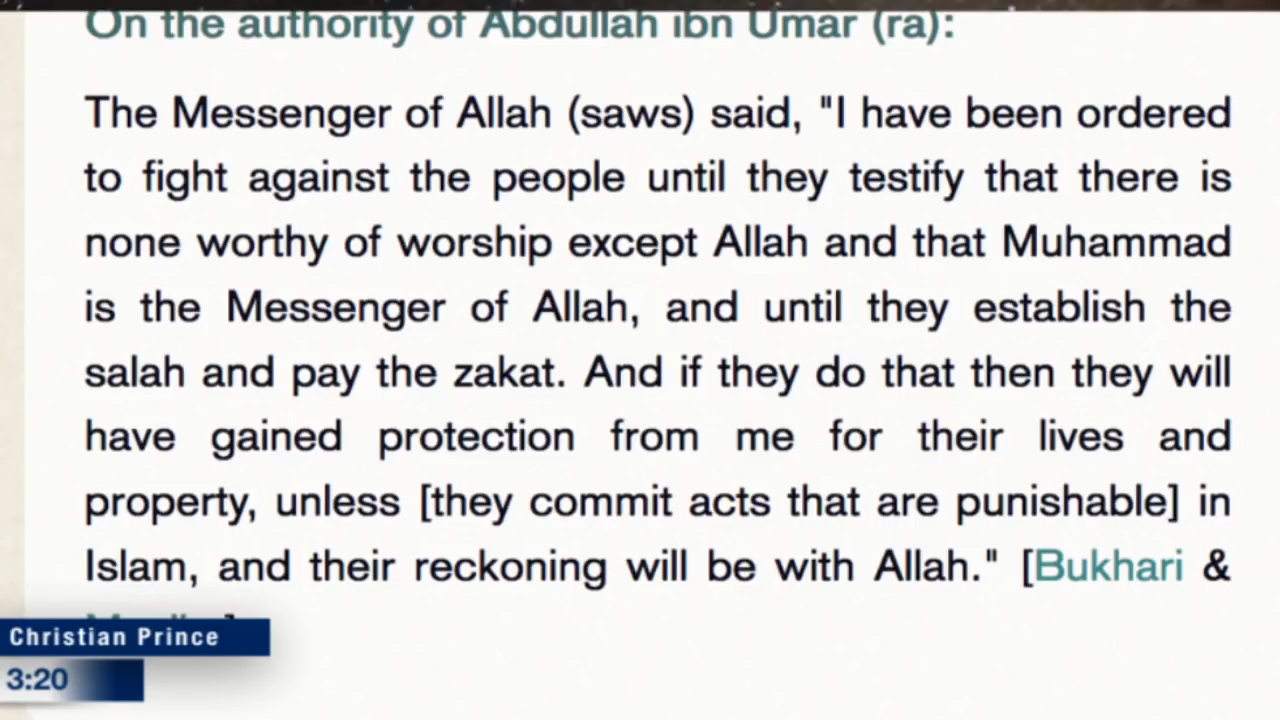 On the authority of Abdullah ibn Umar (ra):
The Messenger of Allah (saws) said, "I have been ordered
to fight against the people until they testify that there is
none worthy of worship except Allah and that Muhammad
is the Messenger of Allah, and until they establish the
salah and pay the zakat. And if they do that then they will
have gained protection from me for their lives and
property, unless [they commit acts that are punishable] in
Islam, and their reckoning will be with Allah." [Bukhari &
Christian Prince
3:20